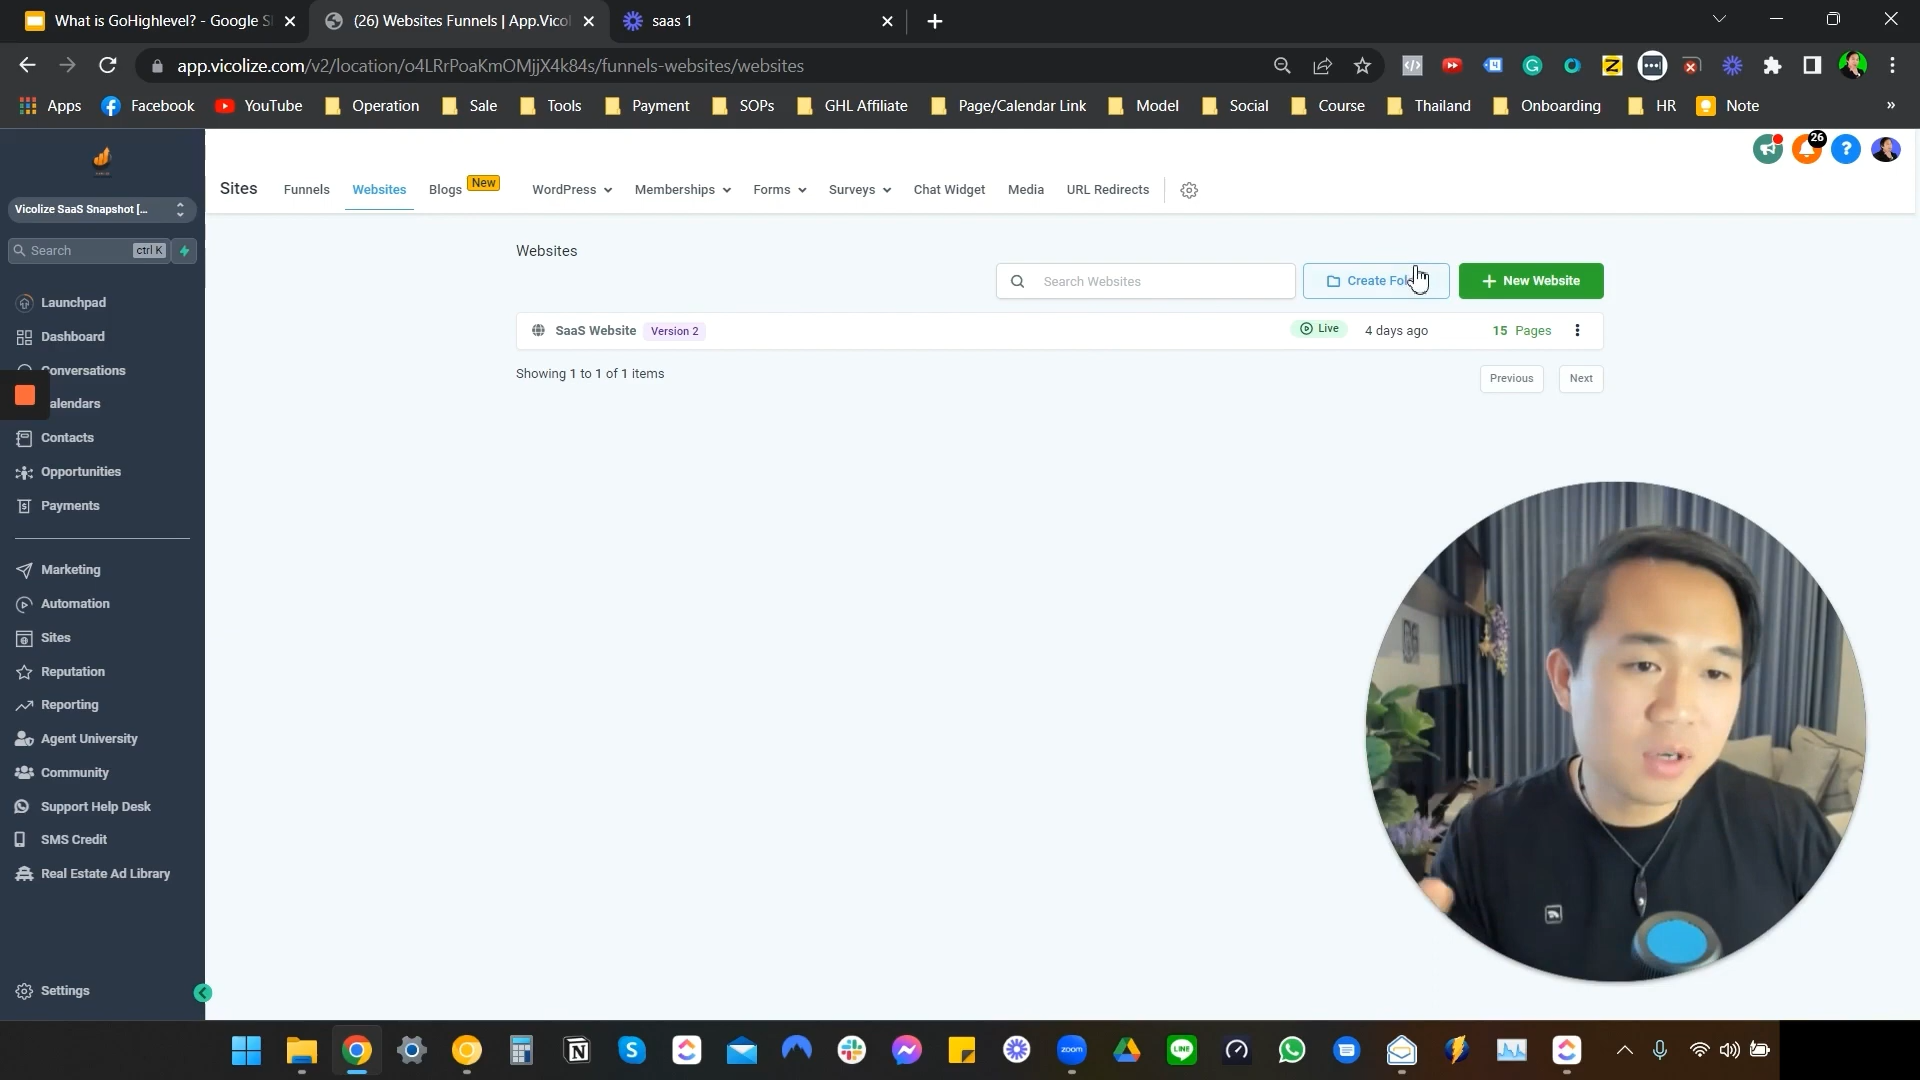 What is GoHighlevel? - Google S
(26) Websites Funnels | App.Vicol
saas 1
app.vicolize.com/v2/location/o4LRrPoaKmOMjjX4k84s/funnels-websites/websites
Apps
Facebook
YouTube
Operation
Sale
Tools
Payment
SOPs
GHL Affiliate
Page/Calendar Link
Model
Social
Course
Thailand
Onboarding
HR
Note
»
26
Sites
Funnels
Websites
Blogs
New
WordPress
Memberships
Forms
Surveys
Chat Widget
Media
URL Redirects
Vicolize SaaS Snapshot [...
Search
ctrl K
Launchpad
Dashboard
Conversations
alendars
Contacts
Opportunities
Payments
Marketing
Automation
Sites
Reputation
Reporting
Agent University
Community
Support Help Desk
SMS Credit
Real Estate Ad Library
Settings
Websites
Search Websites
Create Fol
New Website
SaaS Website
Version 2
Live
4 days ago
15 Pages
Showing 1 to 1 of 1 items
Previous
Next
zoom
LINE